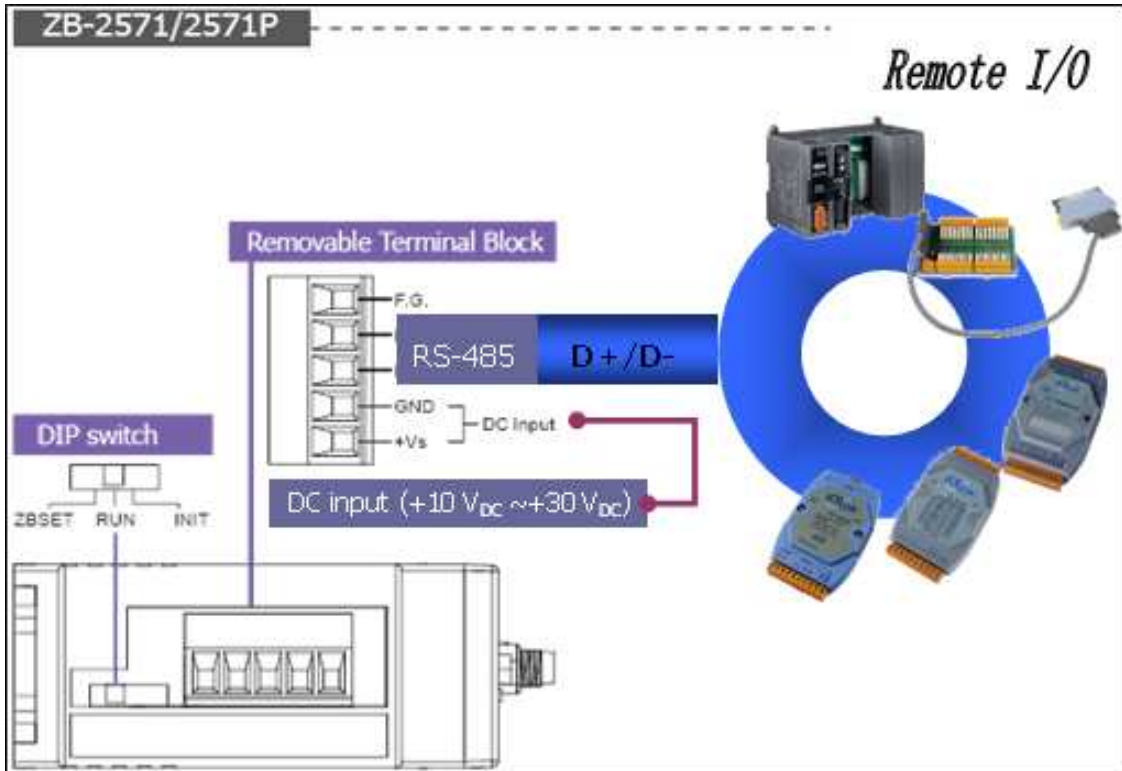 ZB-2571/2571P
Remote I/O
Removable Terminal Block
F.G.
RS-485
D+/D-
GND
DC Input
+Vs
DIP switch
DC input (+10 VDC ~+30 VDC)
ZBSET RUN INIT